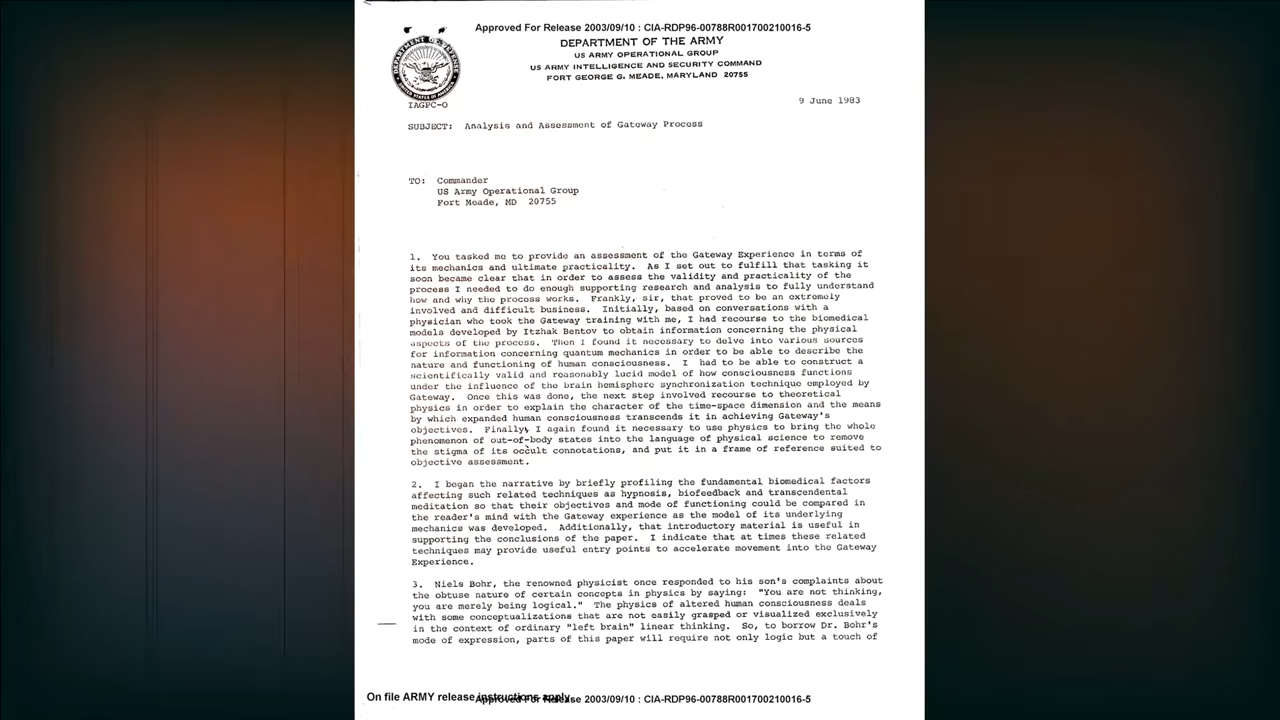 Approved For Release 2003/09/10 : CIA-RDP96-00788R001700210016-5
DEPARTMENT OF THE ARMY
US ARMY OPERATIONAL GROUP
US ARMY INTELLIGENCE AND SECURITY COMMAND
FORT GEORGE G. MEADE, MARYLAND 20755
IAGPC-O
9 June 1983
SUBJECT: Analysis and Assessment of Gateway Process
TO: Commander
US Army Operational Group
Fort Meade, MD 20755
1. You tasked me to provide an assessment of the Gateway Experience in terms of
its mechanics and ultimate practicality. As I set out to fulfill that tasking it
soon became clear that in order to assess the validity and practicality of the
process I needed to do enough supporting research and analysis to fully understand
how and why the process works. Frankly, sir, that proved to be an extremely
involved and difficult business. Initially, based on conversations with a
physician who took the Gateway training with me, I had recourse to the biomedical
models developed by Itzhak Bentov to obtain information concerning the physical
aspects of the process. Then I found it necessary to delve into various sources
for information concerning quantum mechanics in order to be able to describe the
nature and functioning of human consciousness. I had to be able to construct a
scientifically valid and reasonably lucid model of how consciousness functions
under the influence of the brain hemisphere synchronization technique employed by
Gateway. Once this was done, the next step involved recourse to theoretical
physics in order to explain the character of the time-space dimension and the means
by which expanded human consciousness transcends it in achieving Gateway's
objectives. Finally, I again found it necessary to use physics to bring the whole
phenomenon of out-of-body states into the language of physical science to remove
the stigma of its occult connotations, and put it in a frame of reference suited to
objective assessment.
2. I began the narrative by briefly profiling the fundamental biomedical factors
affecting such related techniques as hypnosis, biofeedback and transcendental
meditation so that their objectives and mode of functioning could be compared in
the reader's mind with the Gateway experience as the model of its underlying
mechanics was developed. Additionally, that introductory material is useful in
supporting the conclusions of the paper. I indicate that at times these related
techniques may provide useful entry points to accelerate movement into the Gateway
Experience.
3. Niels Bohr, the renowned physicist once responded to his son's complaints about
the obtuse nature of certain concepts in physics by saying: "You are not thinking,
you are merely being logical." The physics of altered human consciousness deals
with some conceptualizations that are not easily grasped or visualized exclusively
in the context of ordinary "left brain" linear thinking. So, to borrow Dr. Bohr's
mode of expression, parts of this paper will require not only logic but a touch of
On file ARMY release instructions apply.
Approved For Release 2003/09/10 : CIA-RDP96-00788R001700210016-5